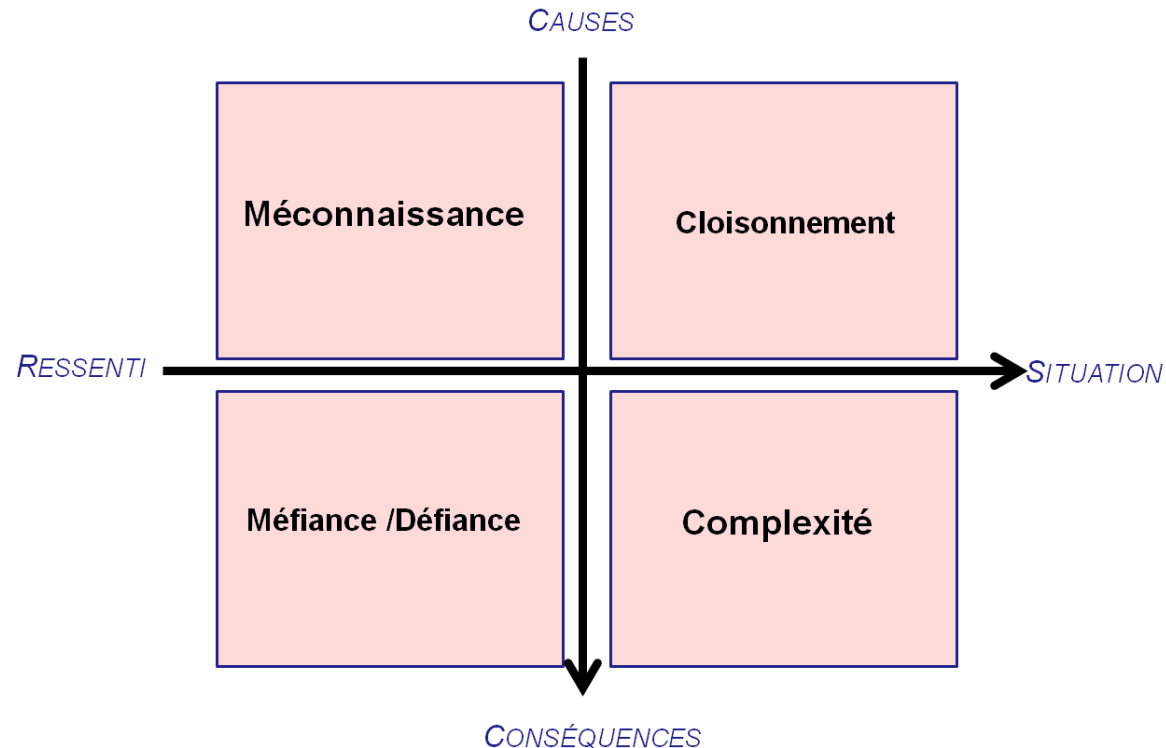 CAUSES
Méconnaissance
Cloisonnement
RESSENTI
SITUATION
Méfiance /Défiance
Complexité
CONSÉQUENCES